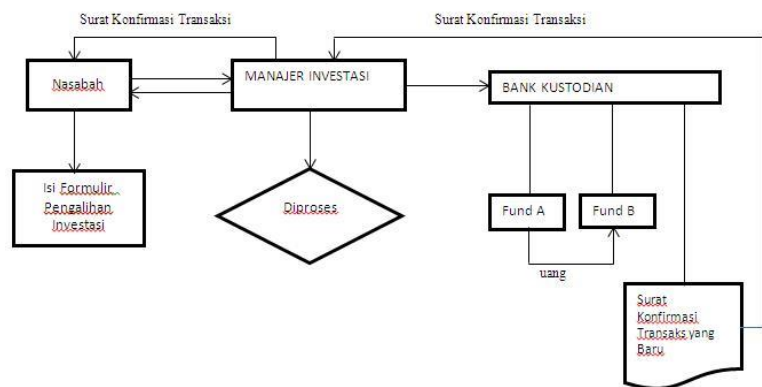 Surat Konfirmasi Transaksi
Surat Konfirmasi Transaksi
Nasabah
MANAJER INVESTASI
BANK KUSTODIAN
Isi Formulir
Pengalihan
Investasi
Diproses
Fund A
Fund B
uang
Surat
Konfirmasi
Transaks yang
Baru